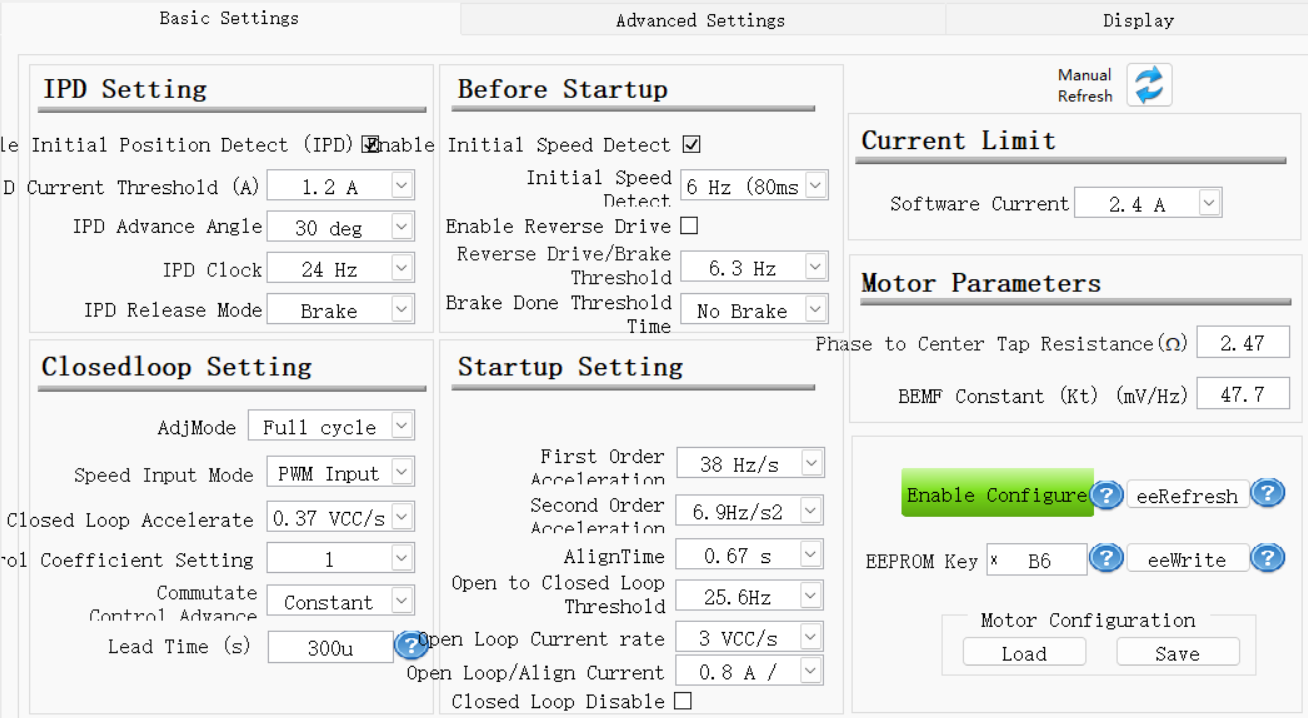 Basic Settings
Advanced Settings
Display
IPD Setting
le Initial Position Detect (IPD)
D Current Threshold (A) 1.2 A
IPD Advance Angle 30 deg
IPD Clock 24 Hz
IPD Release Mode Brake
Before Startup
Enable Initial Speed Detect
Initial Speed
Detect
6 Hz (80ms
Enable Reverse Drive
Reverse Drive/Brake
Threshold
6.3 Hz
Brake Done Threshold
Time
No Brake
Manual
Refresh
Current Limit
Software Current 2.4 A
Motor Parameters
Phase to Center Tap Resistance(Ω) 2.47
BEMF Constant (Kt) (mV/Hz) 47.7
Closedloop Setting
AdjMode Full cycle
Speed Input Mode PWM Input
Closed Loop Accelerate 0.37 VCC/s
rol Coefficient Setting 1
Commutate
Control Advance
Constant
Lead Time (s) 300u
Startup Setting
First Order
Acceleration
38 Hz/s
Second Order
Acceleration
6.9Hz/s2
AlignTime 0.67 s
Open to Closed Loop
Threshold
25.6Hz
Open Loop Current rate 3 VCC/s
Open Loop/Align Current 0.8 A /
Closed Loop Disable
Enable Configure
eeRefresh
EEPROM Key x B6
eeWrite
Motor Configuration
Load
Save